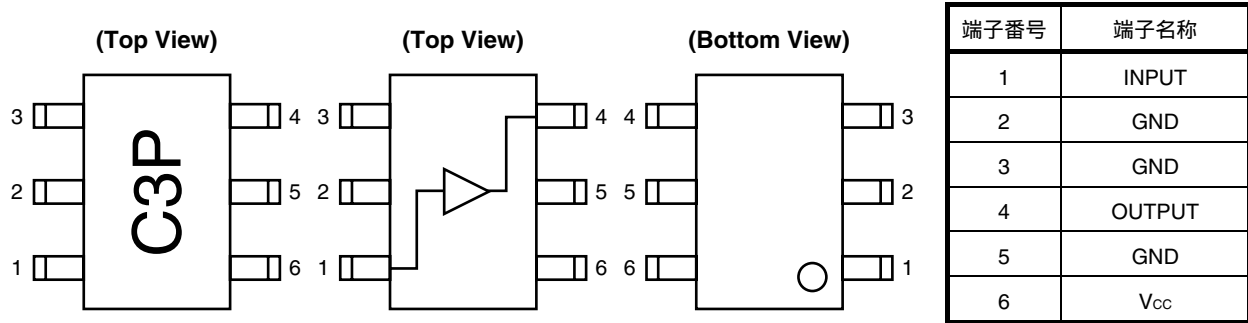 (Top View)
3 4
2 5
1 6
C3P
(Top View)
3 4
2 5
1 6
(Bottom View)
4 3
5 2
6 1
端子番号 端子名称
1 INPUT
2 GND
3 GND
4 OUTPUT
5 GND
6 Vcc